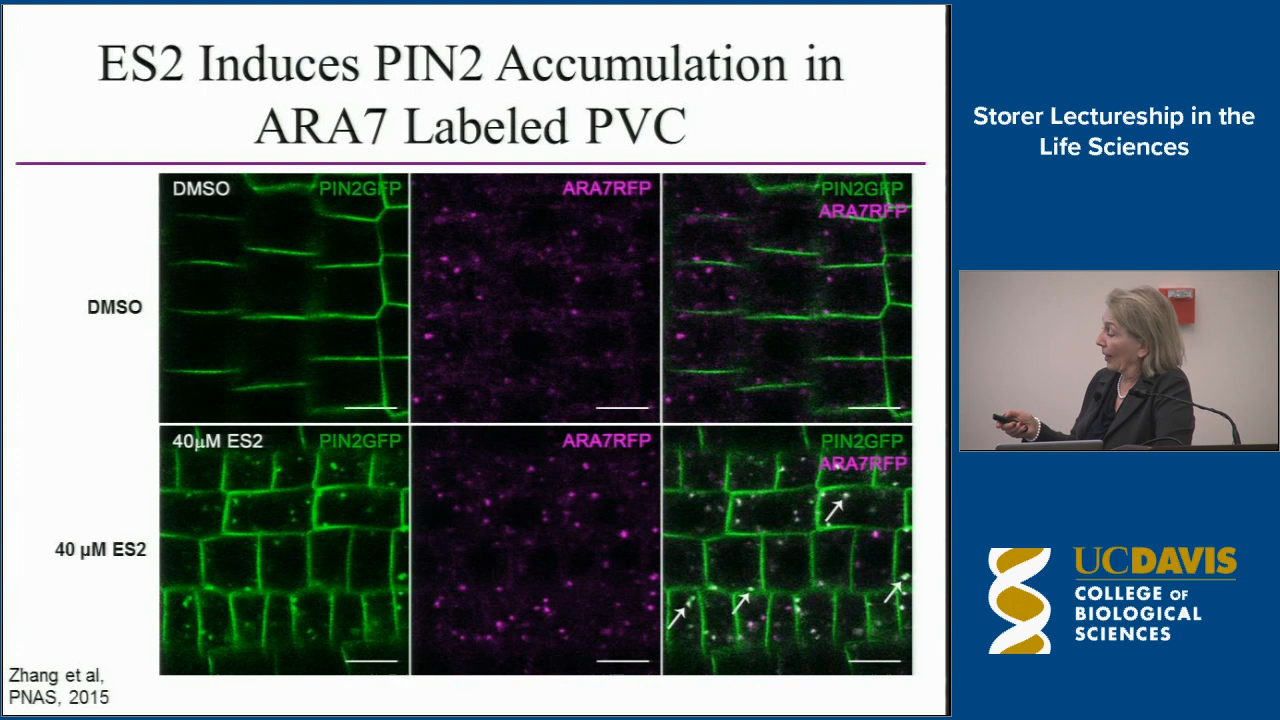 ES2 Induces PIN2 Accumulation in
ARA7 Labeled PVC
DMSO
PIN2GFP
ARA7RFP
PIN2GFP
ARA7RFP
DMSO
40μM ES2
PIN2GFP
ARA7RFP
PIN2GFP
ARA7RFP
40 μM ES2
Zhang et al,
PNAS, 2015
Storer Lectureship in the
Life Sciences
UCDAVIS
COLLEGE OF
BIOLOGICAL
SCIENCES